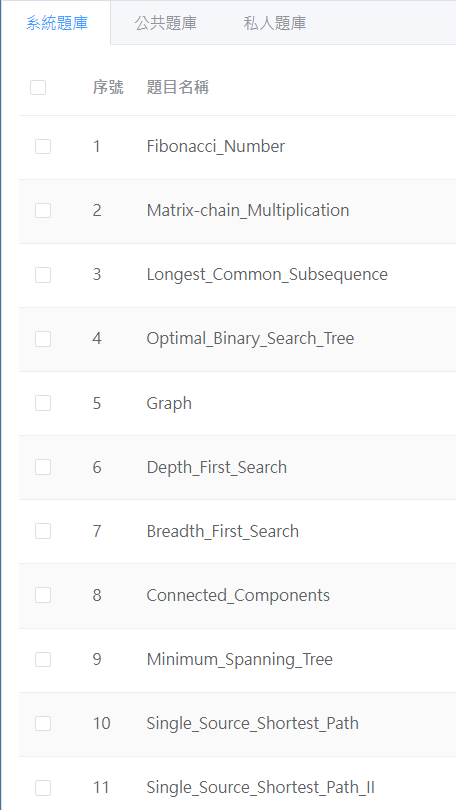 系統題庫 公共題庫 私人題庫
序號 題目名稱
1 Fibonacci_Number
2 Matrix-chain_Multiplication
3 Longest_Common_Subsequence
4 Optimal_Binary_Search_Tree
5 Graph
6 Depth_First_Search
7 Breadth_First_Search
8 Connected_Components
9 Minimum_Spanning_Tree
10 Single_Source_Shortest_Path
11 Single_Source_Shortest_Path_II